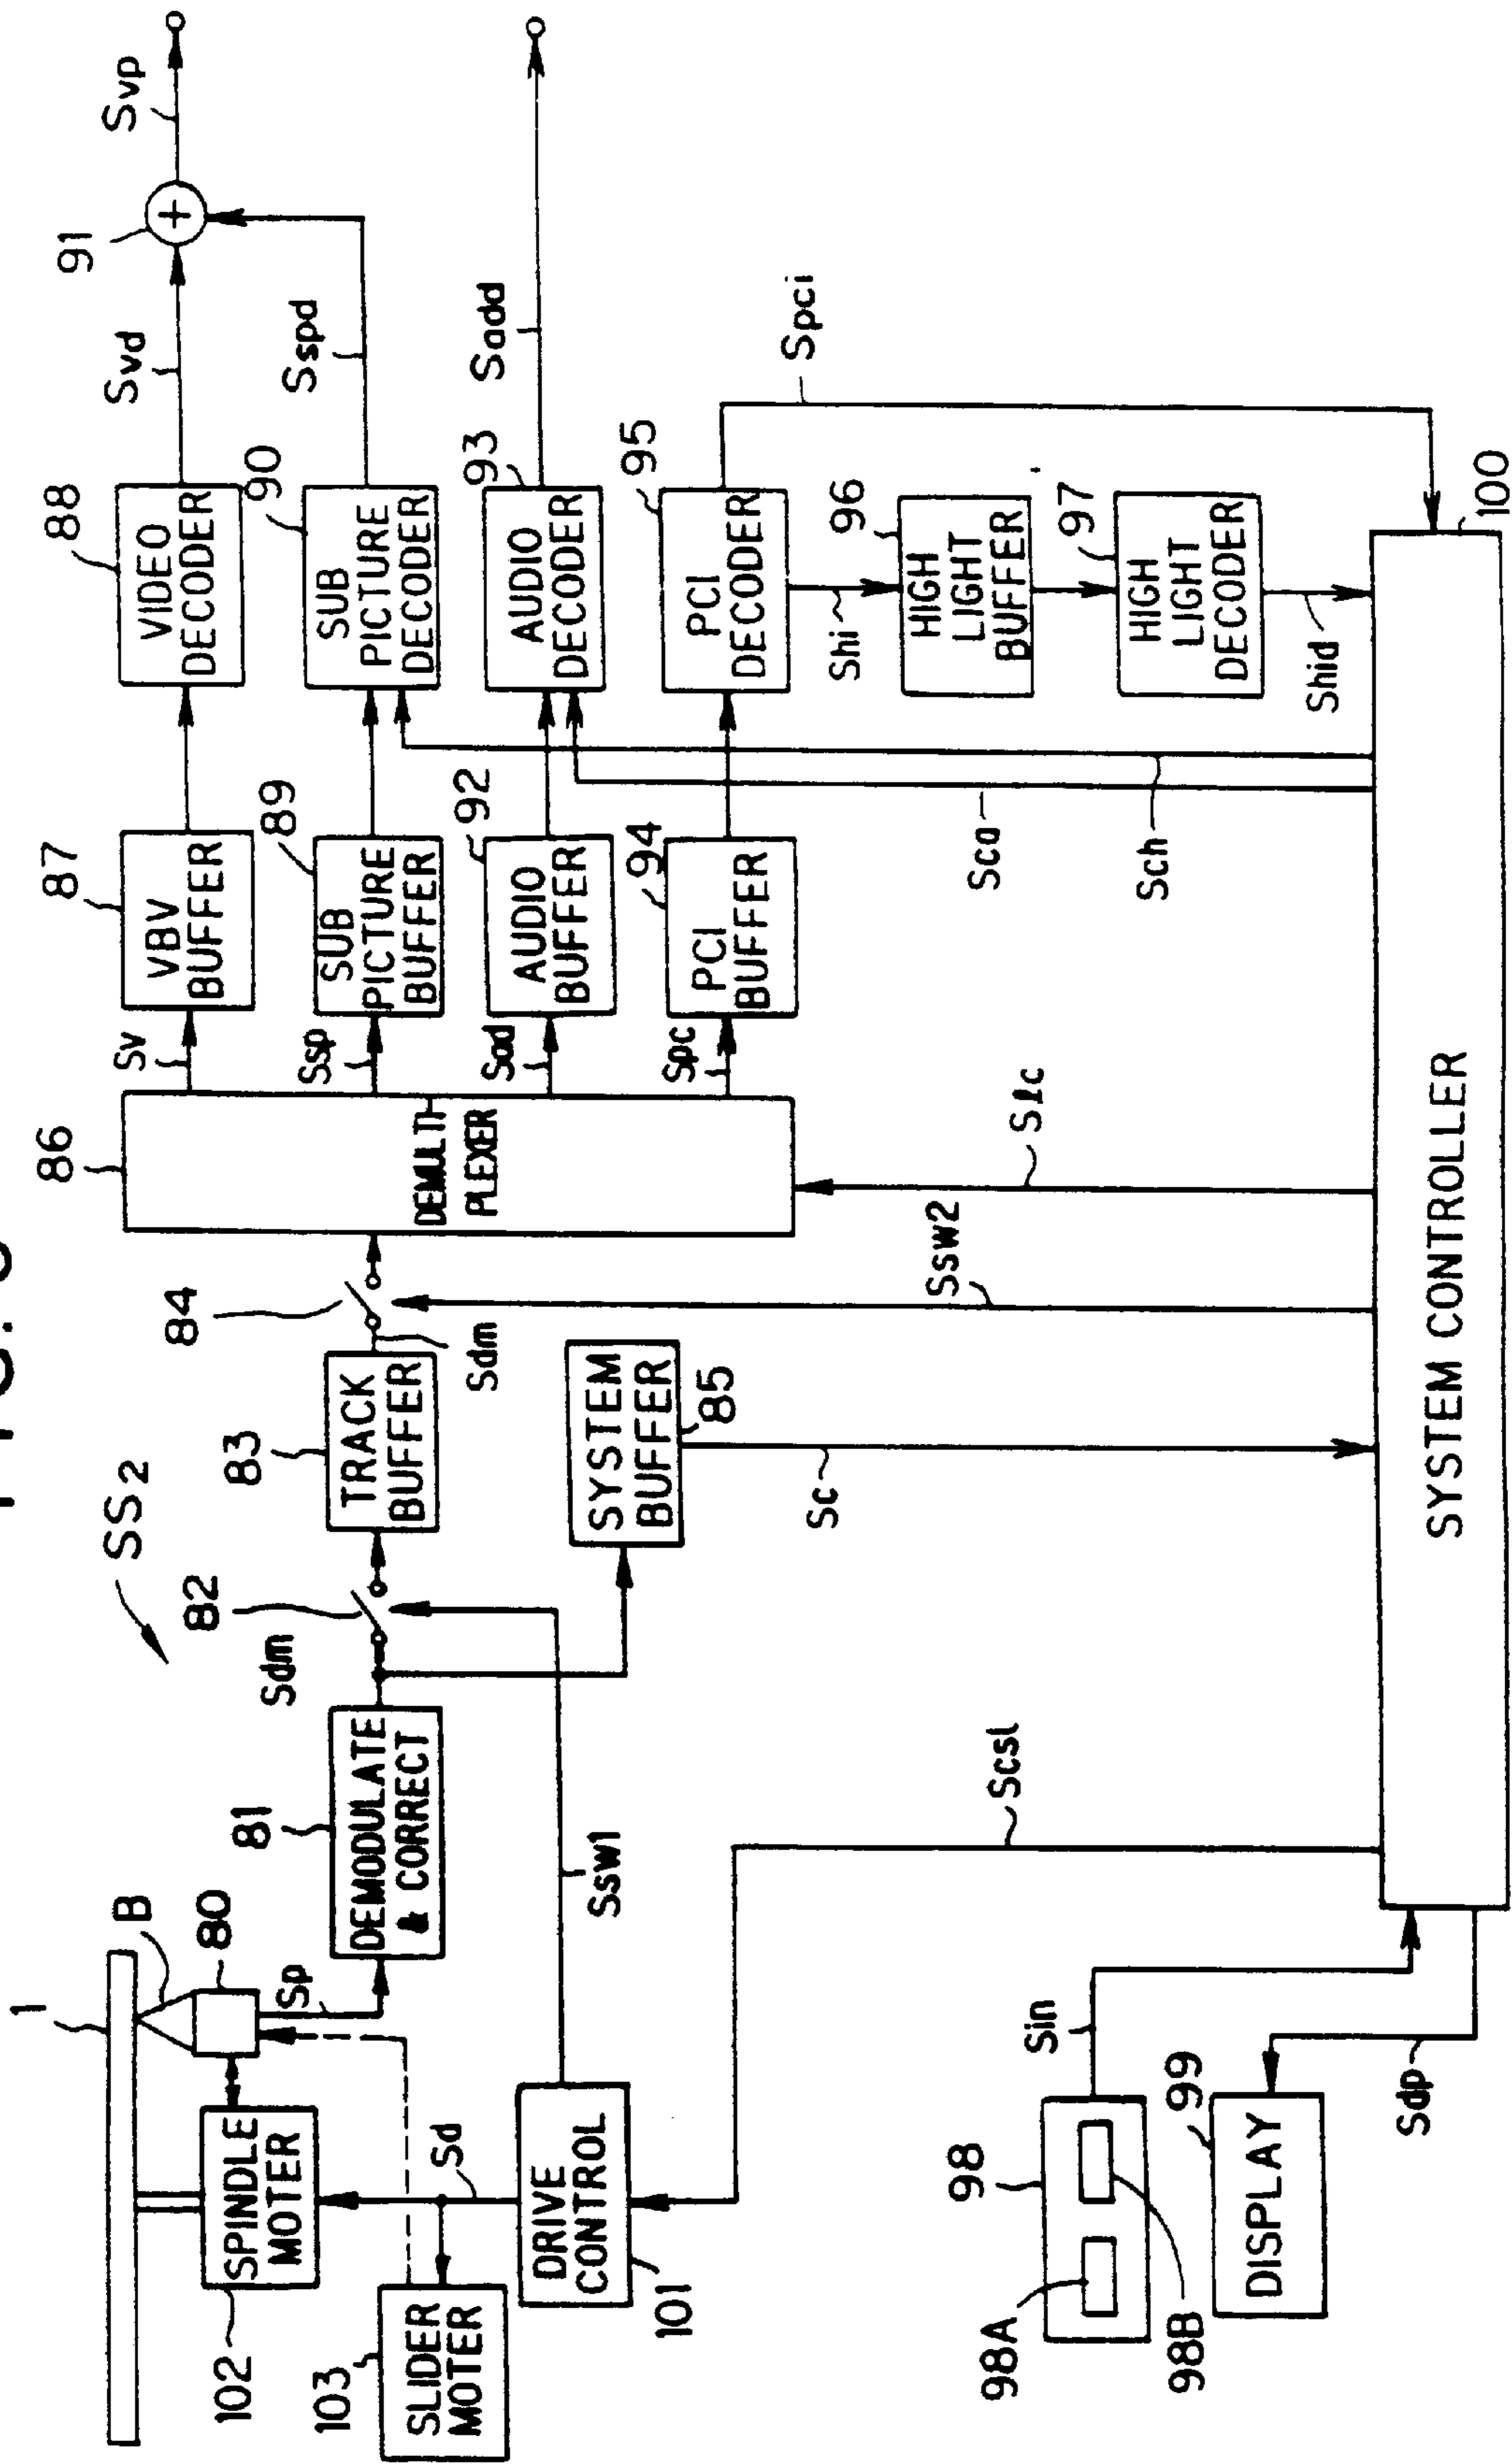 SS2
1
B
80
Sp
SPINDLE
MOTER
102
SLIDER
MOTER
103
Sd
DRIVE
CONTROL
101
DEMODULATE
& CORRECT
81
Sdm
82
Ssw1
TRACK
BUFFER
83
Sdm
84
SYSTEM
BUFFER
85
Sc
DEMULTI
PLEXER
86
Ssw2
Slc
Sv
VBV
BUFFER
87
VIDEO
DECODER
88
Svd
91
+
Svp
Ssp
SUB
PICTURE
BUFFER
89
SUB
PICTURE
DECODER
90
Sspd
Sad
AUDIO
BUFFER
92
AUDIO
DECODER
93
Sadd
Spc
PCI
BUFFER
94
PCI
DECODER
95
Spci
Shi
HIGH
LIGHT
BUFFER
96
HIGH
LIGHT
DECODER
97
Shid
Sca
Sch
Scsl
98
98A
98B
Sin
DISPLAY
99
Sdp
SYSTEM CONTROLLER
100